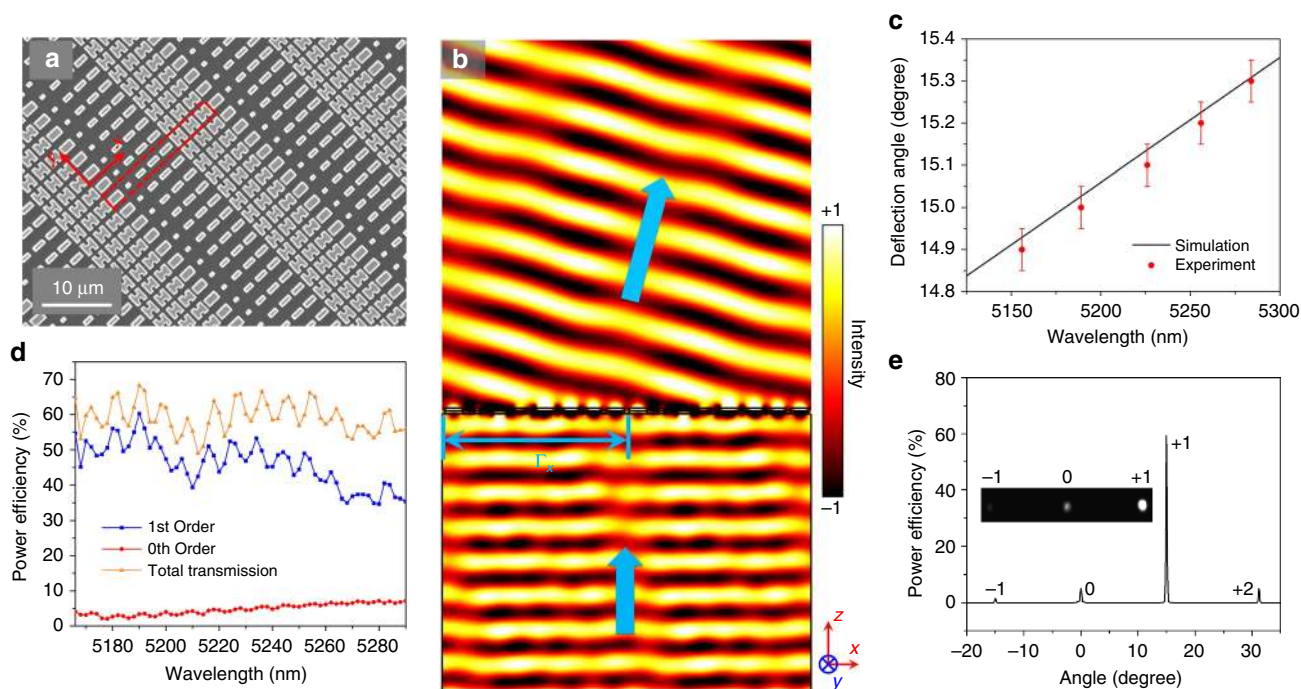 a
10 μm
b
Γx
+1
Intensity
−1
z
x
y
c
15.4
15.3
15.2
15.1
15.0
14.9
14.8
Deflection angle (degree)
Simulation
Experiment
5150 5200 5250 5300
Wavelength (nm)
d
70
60
50
40
30
20
10
0
Power efficiency (%)
1st Order
0th Order
Total transmission
5180 5200 5220 5240 5260 5280
Wavelength (nm)
e
80
60
40
20
0
Power efficiency (%)
+1
−1 0 +1
−1 0 +2
−20 −10 0 10 20 30
Angle (degree)